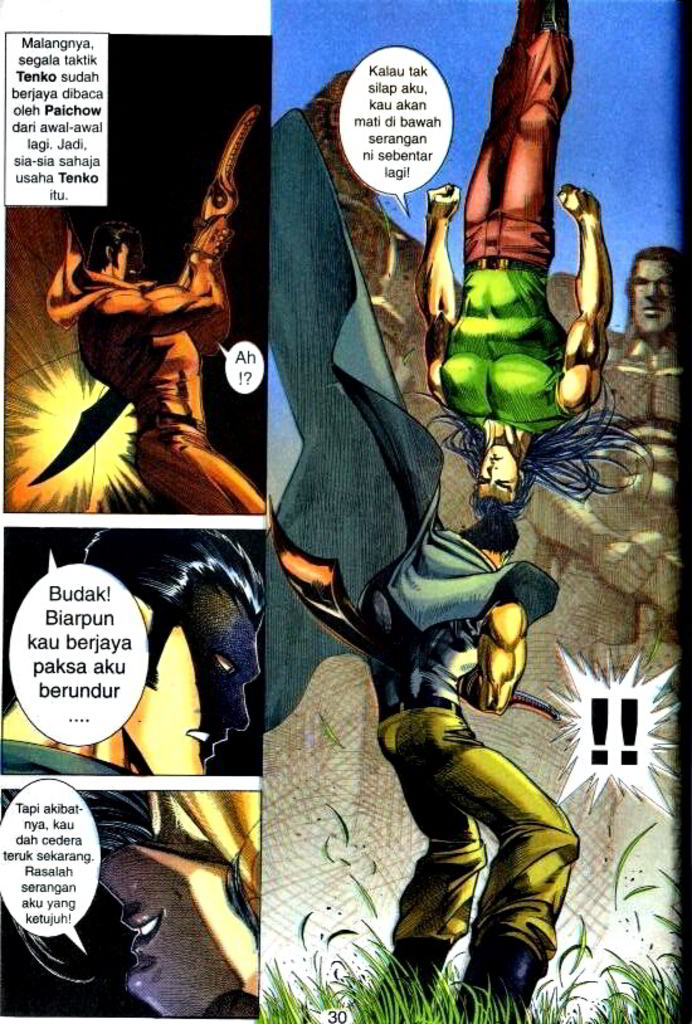 Malangnya,
segala taktik
Tenko sudah
berjaya dibaca
oleh Paichow
dari awal-awal
lagi. Jadi,
sia-sia sahaja
usaha Tenko
itu.
Ah
!?
Budak!
Biarpun
kau berjaya
paksa aku
berundur
....
Tapi akibat-
nya, kau
dah cedera
teruk sekarang.
Rasalah
serangan
aku yang
ketujuh!
Kalau tak
silap aku,
kau akan
mati di bawah
serangan
ni sebentar
lagi!
!!
30